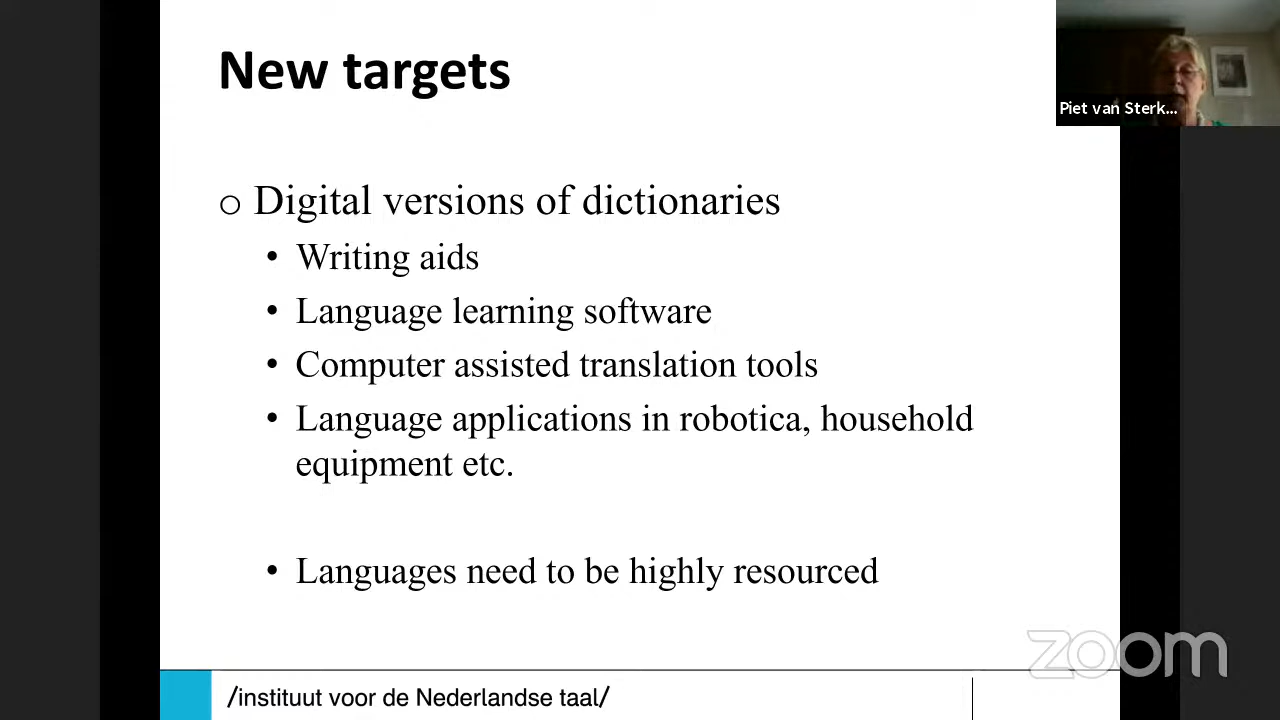 New targets
Piet van Sterk...
o Digital versions of dictionaries
• Writing aids
• Language learning software
• Computer assisted translation tools
• Language applications in robotica, household
equipment etc.
• Languages need to be highly resourced
zoom
/instituut voor de Nederlandse taal/